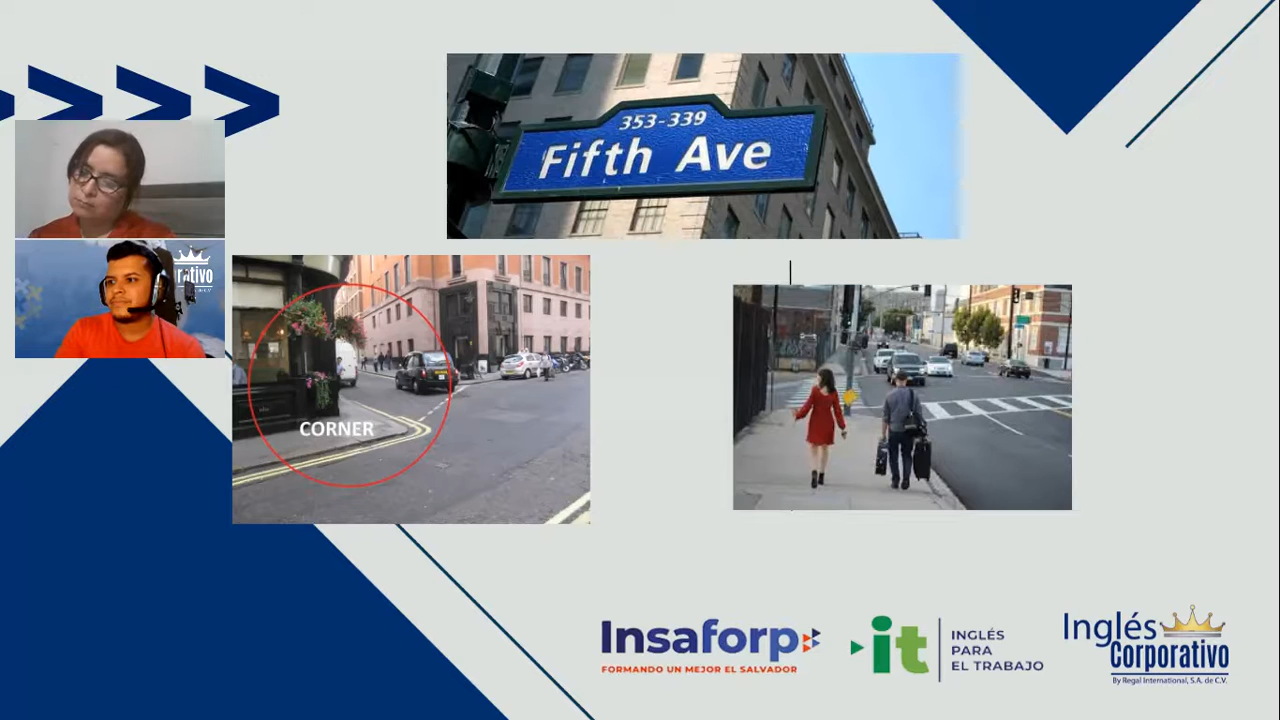 353-339
Fifth Ave
CORNER
Insaforp
FORMANDO UN MEJOR EL SALVADOR
it
INGLÉS
PARA
EL TRABAJO
Inglés
Corporativo
By Regal International, S.A. de C.V.